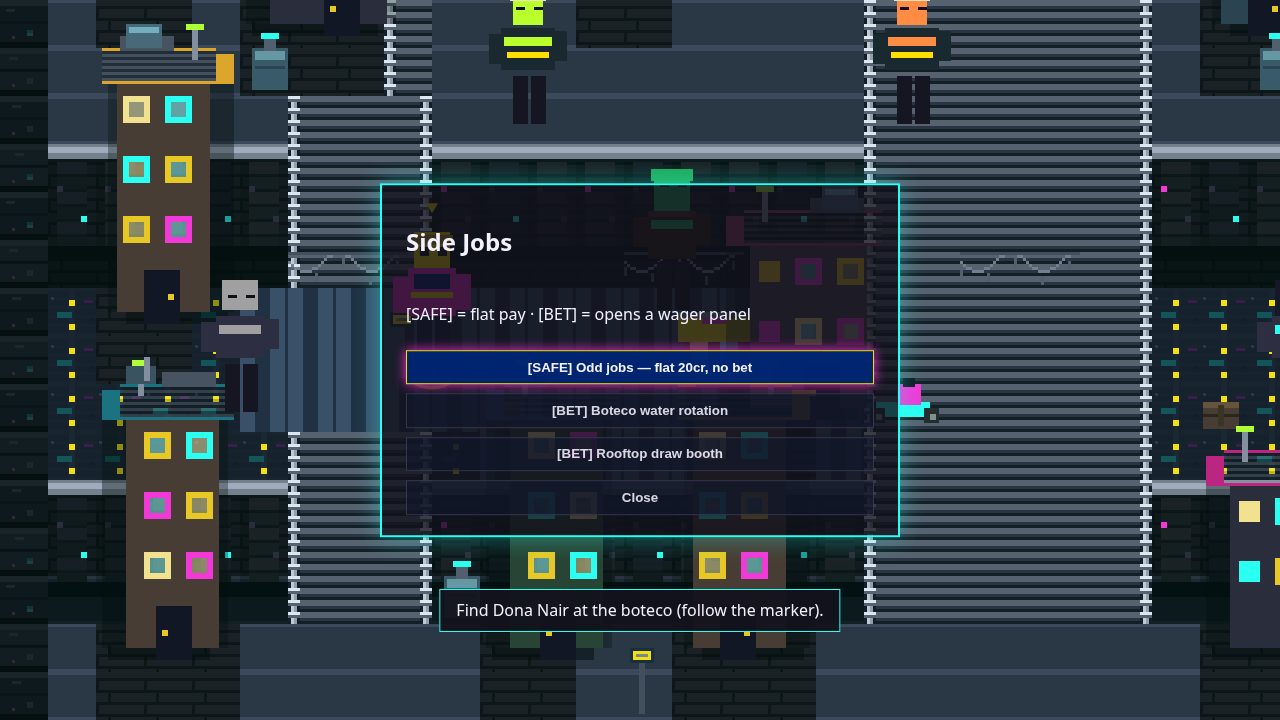 Side Jobs
[SAFE] = flat pay · [BET] = opens a wager panel
[SAFE] Odd jobs — flat 20cr, no bet
[BET] Boteco water rotation
[BET] Rooftop draw booth
Close
Find Dona Nair at the boteco (follow the marker).